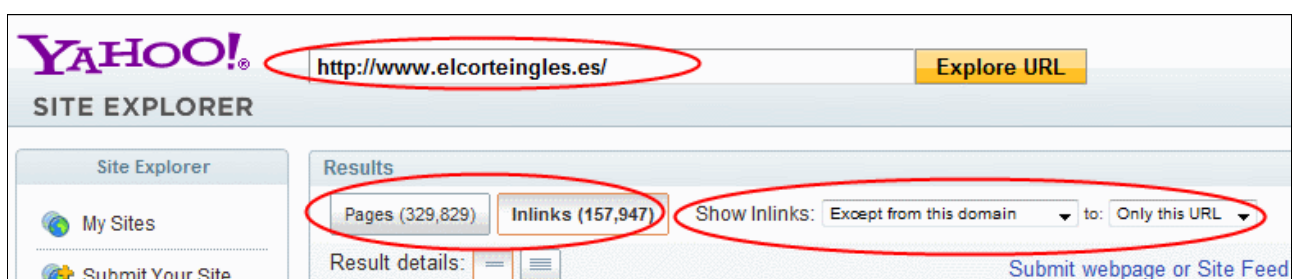 YAHOO!®
http://www.elcorteingles.es/ Explore URL
SITE EXPLORER
Site Explorer
Results
Pages (329,829) Inlinks (157,947) Show Inlinks: Except from this domain to: Only this URL
My Sites
Result details:
Submit Your Site
Submit webpage or Site Feed